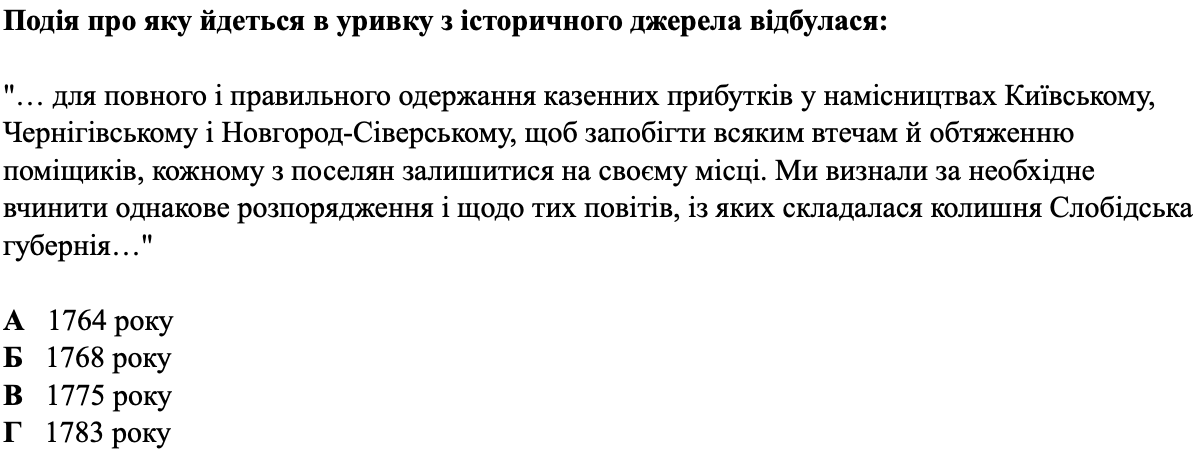 Подія про яку йдеться в уривку з історичного джерела відбулася:
"… для повного і правильного одержання казенних прибутків у намісництвах Київському,
Чернігівському і Новгород-Сіверському, щоб запобігти всяким втечам й обтяженню
поміщиків, кожному з поселян залишитися на своєму місці. Ми визнали за необхідне
вчинити однакове розпорядження і щодо тих повітів, із яких складалася колишня Слобідська
губернія…"
А 1764 року
Б 1768 року
В 1775 року
Г 1783 року